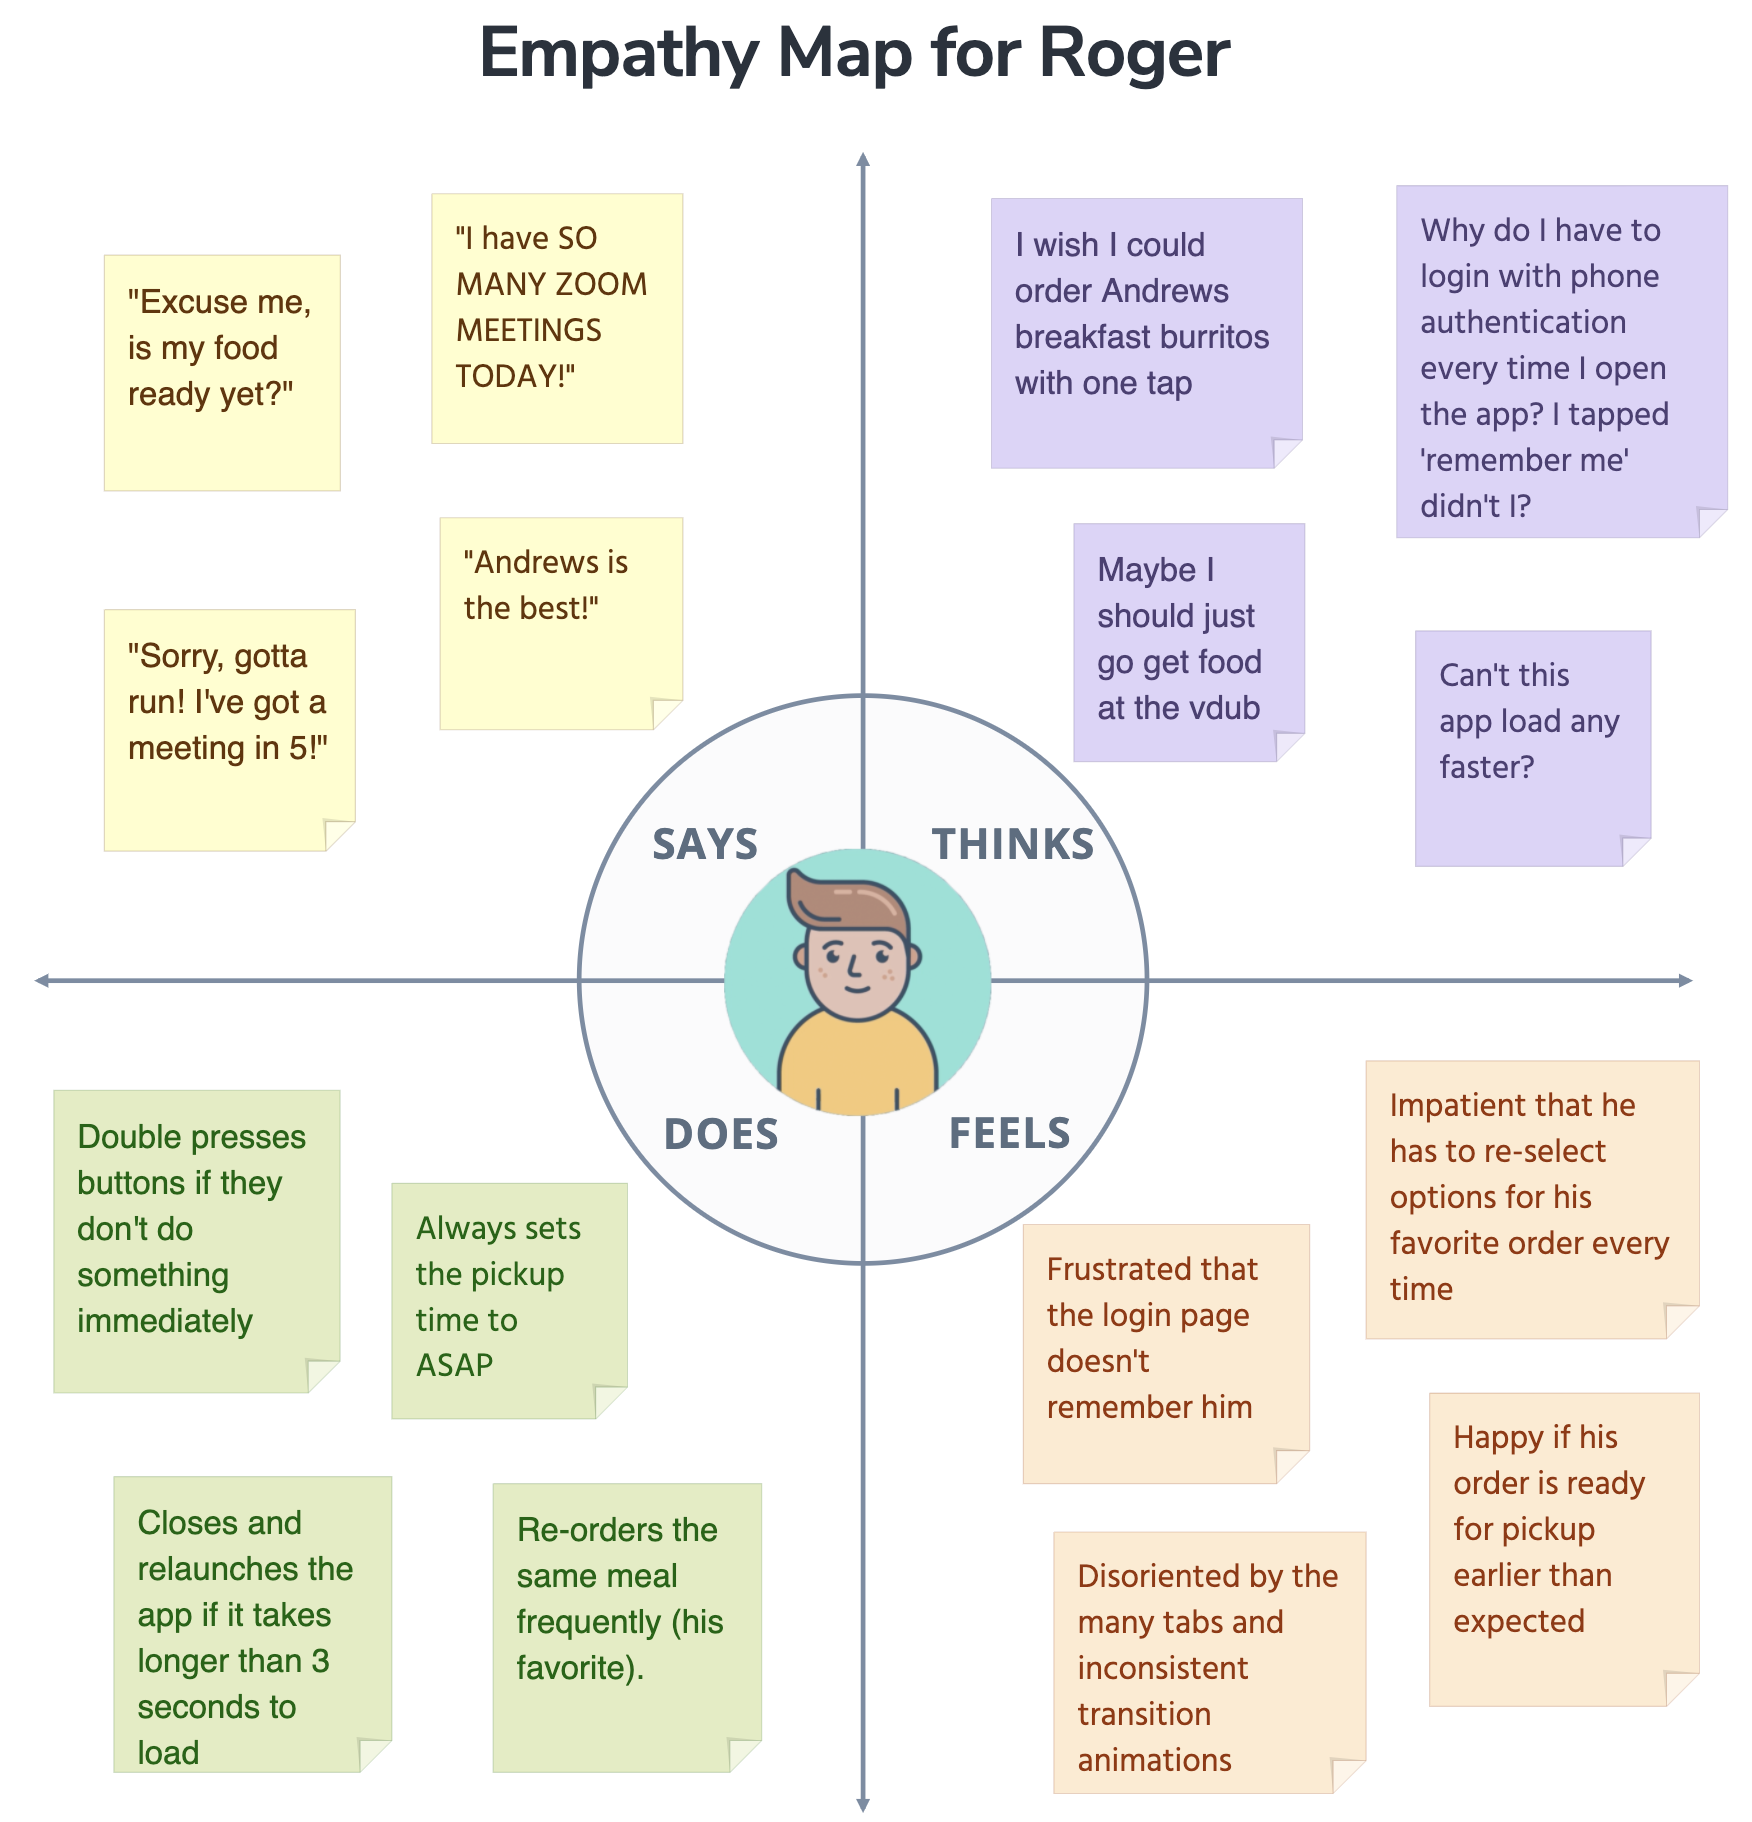 Empathy Map for Roger
"Excuse me,
is my food
ready yet?"
"I have SO
MANY ZOOM
MEETINGS
TODAY!"
"Sorry, gotta
run! I've got a
meeting in 5!"
"Andrews is
the best!"
I wish I could
order Andrews
breakfast burritos
with one tap
Why do I have to
login with phone
authentication
every time I open
the app? I tapped
'remember me'
didn't I?
Maybe I
should just
go get food
at the vdub
Can't this
app load any
faster?
SAYS
THINKS
DOES
FEELS
Double presses
buttons if they
don't do
something
immediately
Always sets
the pickup
time to
ASAP
Closes and
relaunches the
app if it takes
longer than 3
seconds to
load
Re-orders the
same meal
frequently (his
favorite).
Frustrated that
the login page
doesn't
remember him
Impatient that he
has to re-select
options for his
favorite order every
time
Disoriented by the
many tabs and
inconsistent
transition
animations
Happy if his
order is ready
for pickup
earlier than
expected